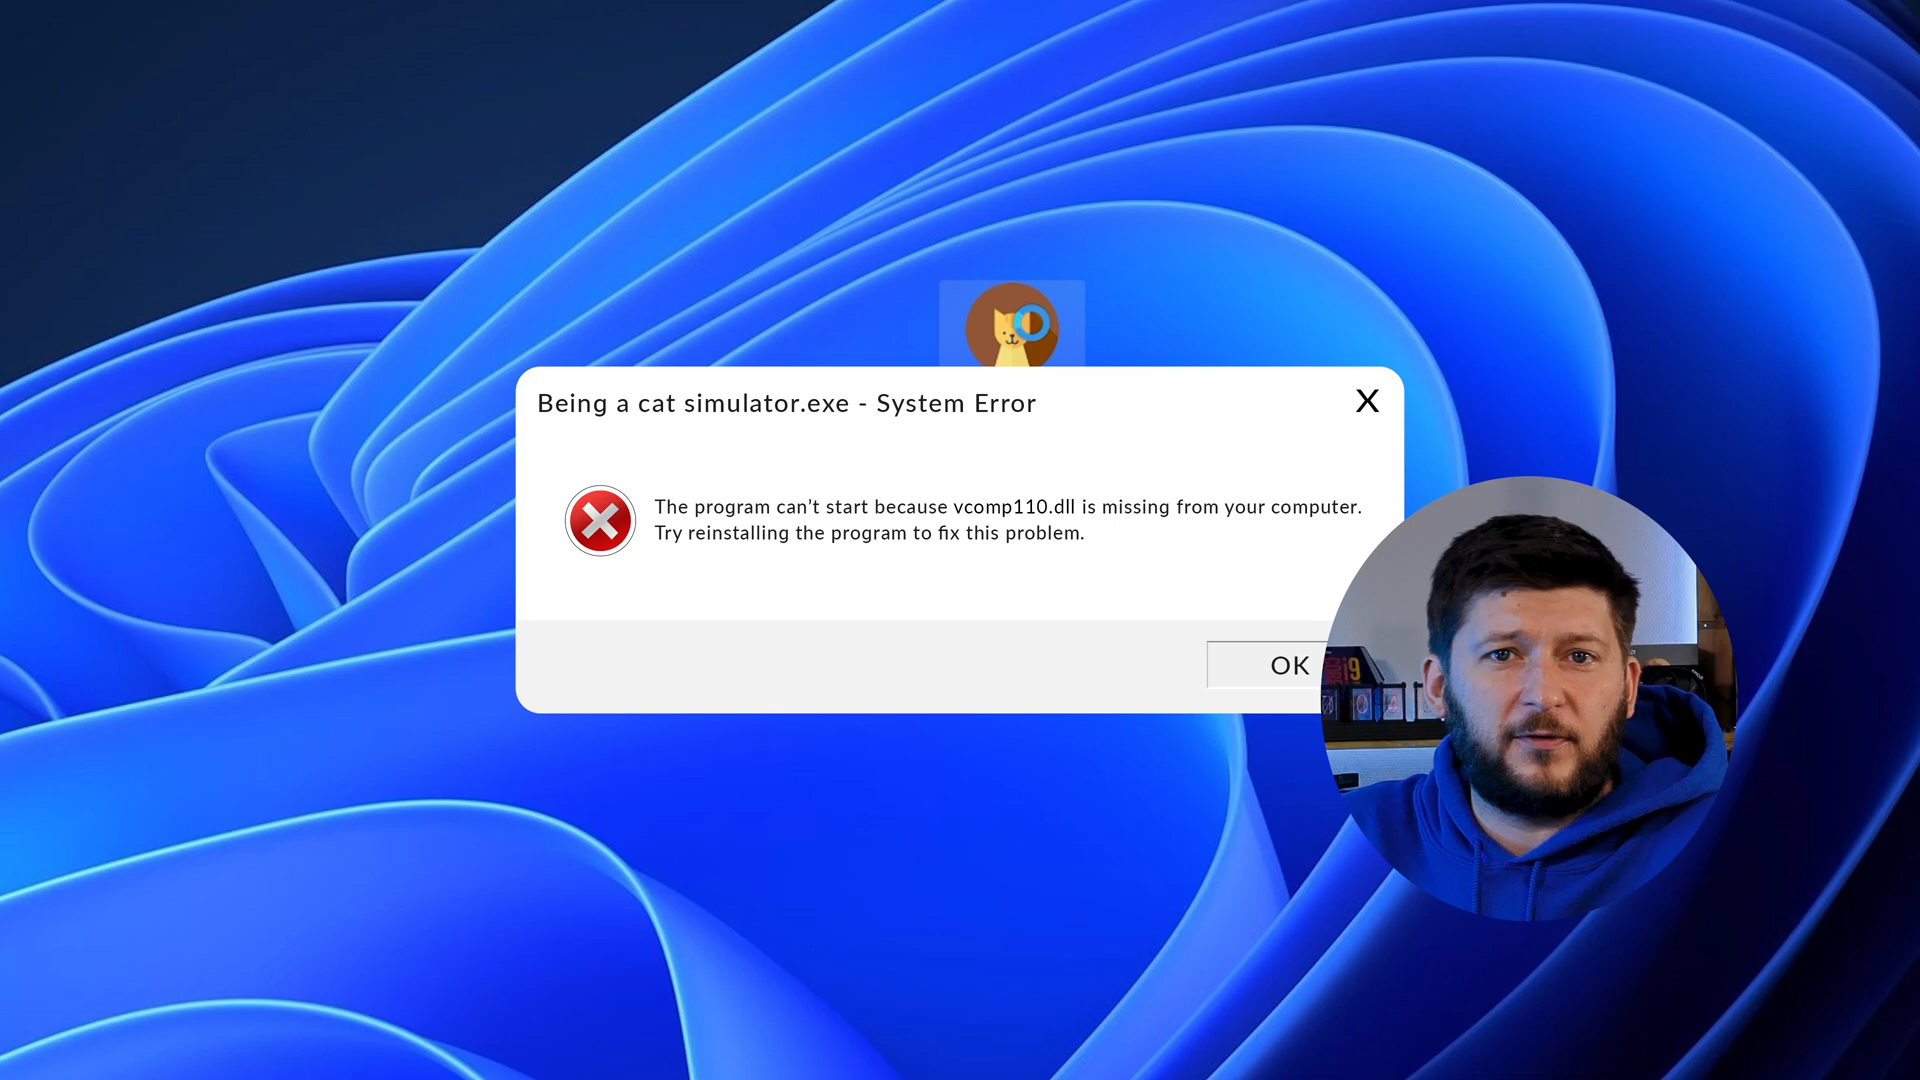 Being a cat simulator.exe - System Error
X
The program can’t start because vcomp110.dll is missing from your computer.
Try reinstalling the program to fix this problem.
OK
i9